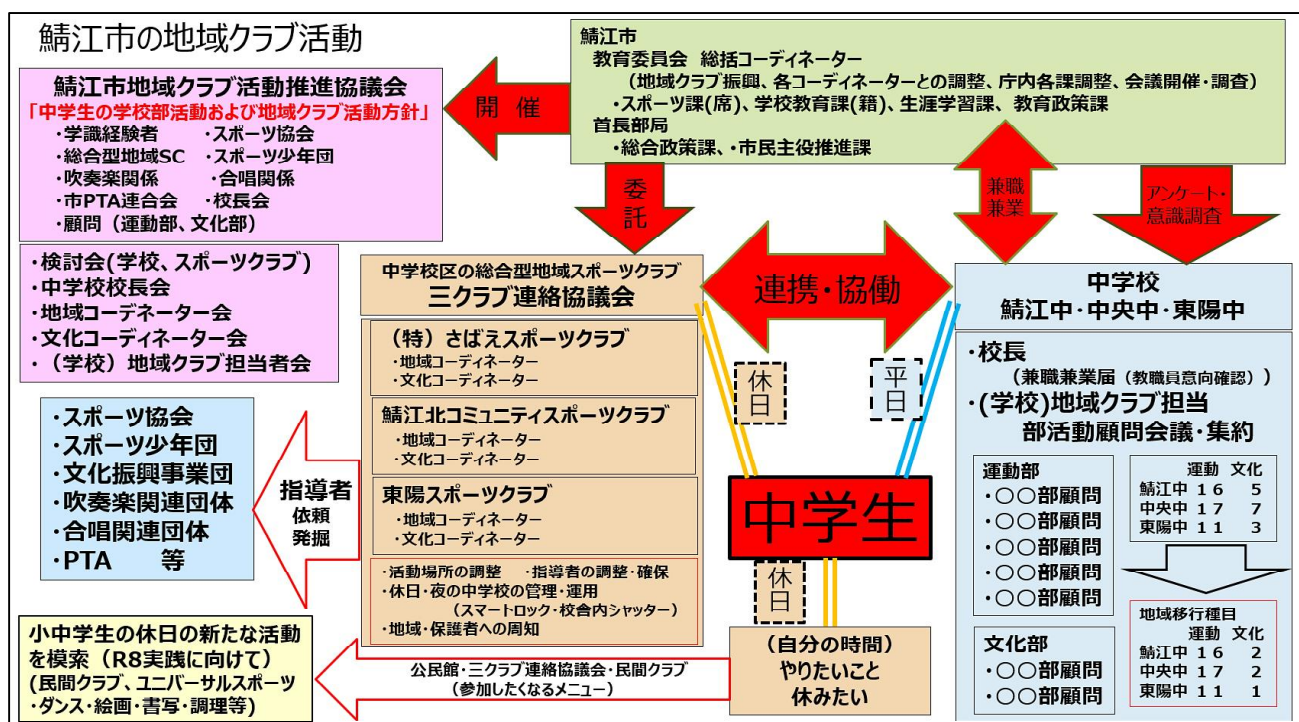 鯖江市の地域クラブ活動
鯖江市
教育委員会 総括コーディネーター
(地域クラブ振興、各コーディネーターとの調整、庁内各課調整、会議開催・調査)
・スポーツ課(席)、学校教育課(籍)、生涯学習課、教育政策課
首長部局
・総合政策課、・市民主役推進課
開催
鯖江市地域クラブ活動推進協議会
「中学生の学校部活動および地域クラブ活動方針」
・学識経験者 ・スポーツ協会
・総合型地域SC ・スポーツ少年団
・吹奏楽関係 ・合唱関係
・市PTA連合会 ・校長会
・顧問(運動部、文化部)
・検討会(学校、スポーツクラブ)
・中学校校長会
・地域コーデネーター会
・文化コーディネーター会
・(学校)地域クラブ担当者会
委託
兼職
兼業
アンケート・
意識調査
中学校区の総合型地域スポーツクラブ
三クラブ連絡協議会
連携・協働
中学校
鯖江中・中央中・東陽中
(特)さばえスポーツクラブ
・地域コーディネーター
・文化コーディネーター
鯖江北コミュニティスポーツクラブ
・地域コーディネーター
・文化コーディネーター
東陽スポーツクラブ
・地域コーディネーター
・文化コーディネーター
・活動場所の調整 ・指導者の調整・確保
・休日・夜の中学校の管理・運用
(スマートロック・校舎内シャッター)
・地域・保護者への周知
休日
平日
中学生
休日
・校長
(兼職兼業届(教職員意向確認))
・(学校)地域クラブ担当
部活動顧問会議・集約
運動部
・〇〇部顧問
・〇〇部顧問
・〇〇部顧問
・〇〇部顧問
・〇〇部顧問
文化部
・〇〇部顧問
・〇〇部顧問
運動 文化
鯖江中 16 5
中央中 17 7
東陽中 11 3
地域移行種目
運動 文化
鯖江中 16 2
中央中 17 2
東陽中 11 1
・スポーツ協会
・スポーツ少年団
・文化振興事業団
・吹奏楽関連団体
・合唱関連団体
・PTA 等
指導者
依頼
発掘
小中学生の休日の新たな活動
を模索(R8実践に向けて)
(民間クラブ、ユニバーサルスポーツ
・ダンス・絵画・書写・調理等)
公民館・三クラブ連絡協議会・民間クラブ
(参加したくなるメニュー)
(自分の時間)
やりたいこと
休みたい